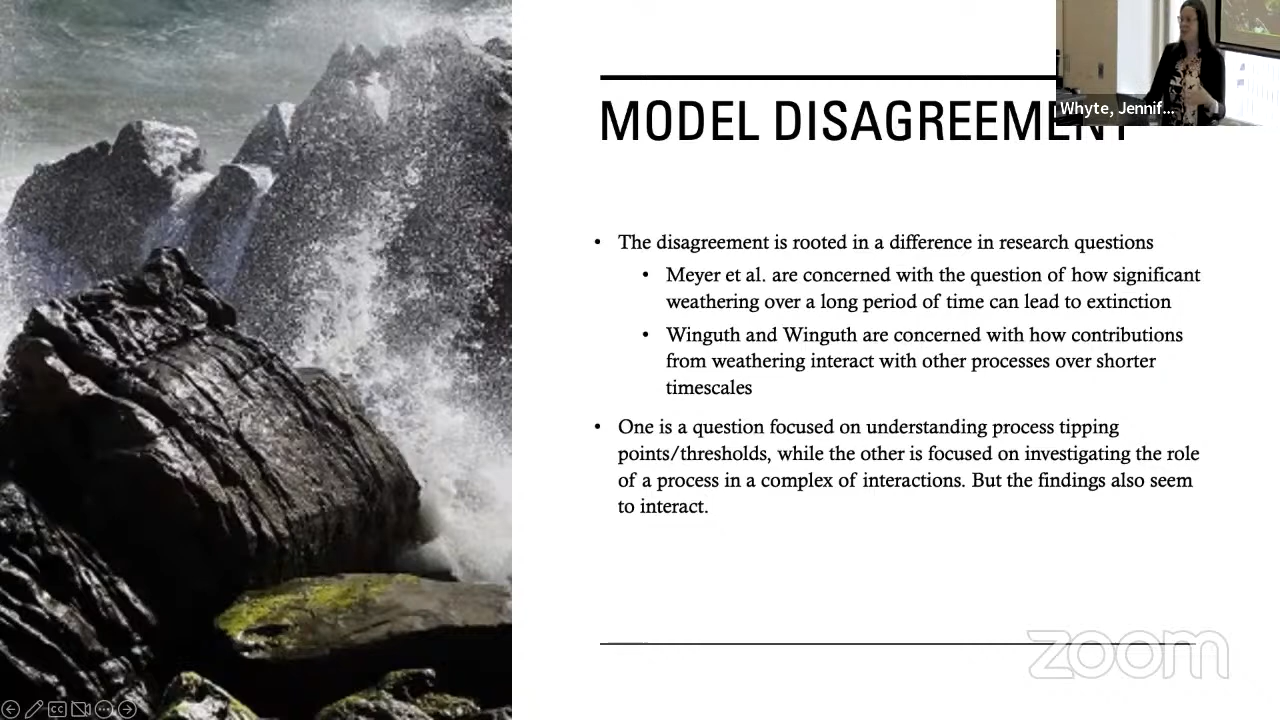 Whyte, Jennif...
MODEL DISAGREEMENT
• The disagreement is rooted in a difference in research questions
• Meyer et al. are concerned with the question of how significant
weathering over a long period of time can lead to extinction
• Winguth and Winguth are concerned with how contributions
from weathering interact with other processes over shorter
timescales
• One is a question focused on understanding process tipping
points/thresholds, while the other is focused on investigating the role
of a process in a complex of interactions. But the findings also seem
to interact.
zoom
CC